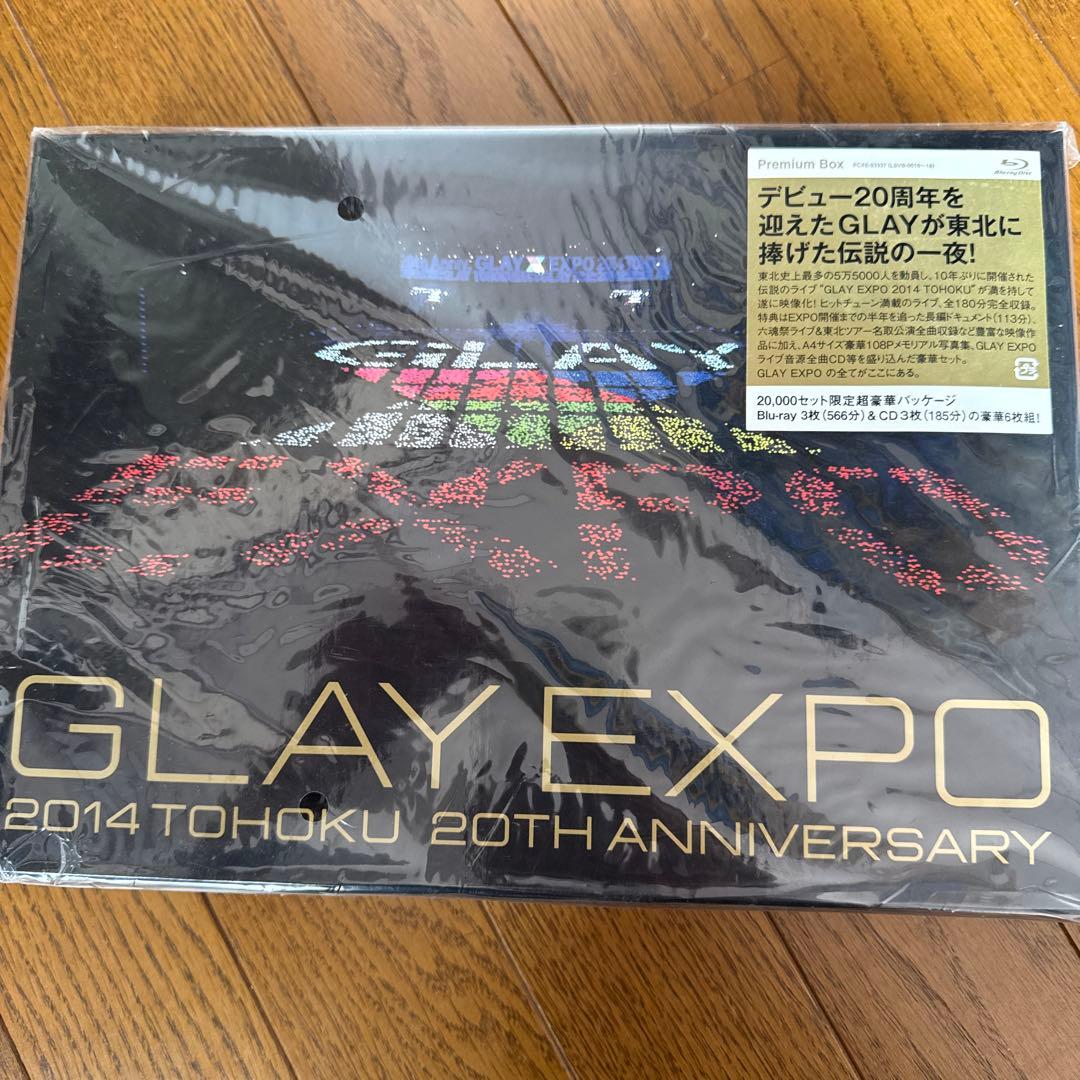 Premium Box
Blu-ray Disc
デビュー20周年を
迎えたGLAYが東北に
捧げた伝説の一夜!
東北史上最多の5万5000人を動員し、10年ぶりに開催された
伝説のライブ"GLAY EXPO 2014 TOHOKU"が満を持して
遂に映像化!ヒットチューン満載のライブ、全180分完全収録。
特典はEXPO開催までの半年を追った長編ドキュメント(113分)、
六魂祭ライブ&東北ツアー名取公演全曲収録など豊富な映像作
品に加え、A4サイズ豪華108Pメモリアル写真集、GLAY EXPO
ライブ音源全曲CD等を盛り込んだ豪華セット。
GLAY EXPO の全てがここにある。
20,000セット限定超豪華パッケージ
Blu-ray 3枚(566分)&CD3枚(185分)の豪華6枚組!
GLAY EXPO
GLAY
EXPO
GLAY EXPO
2014 TOHOKU 20TH ANNIVERSARY